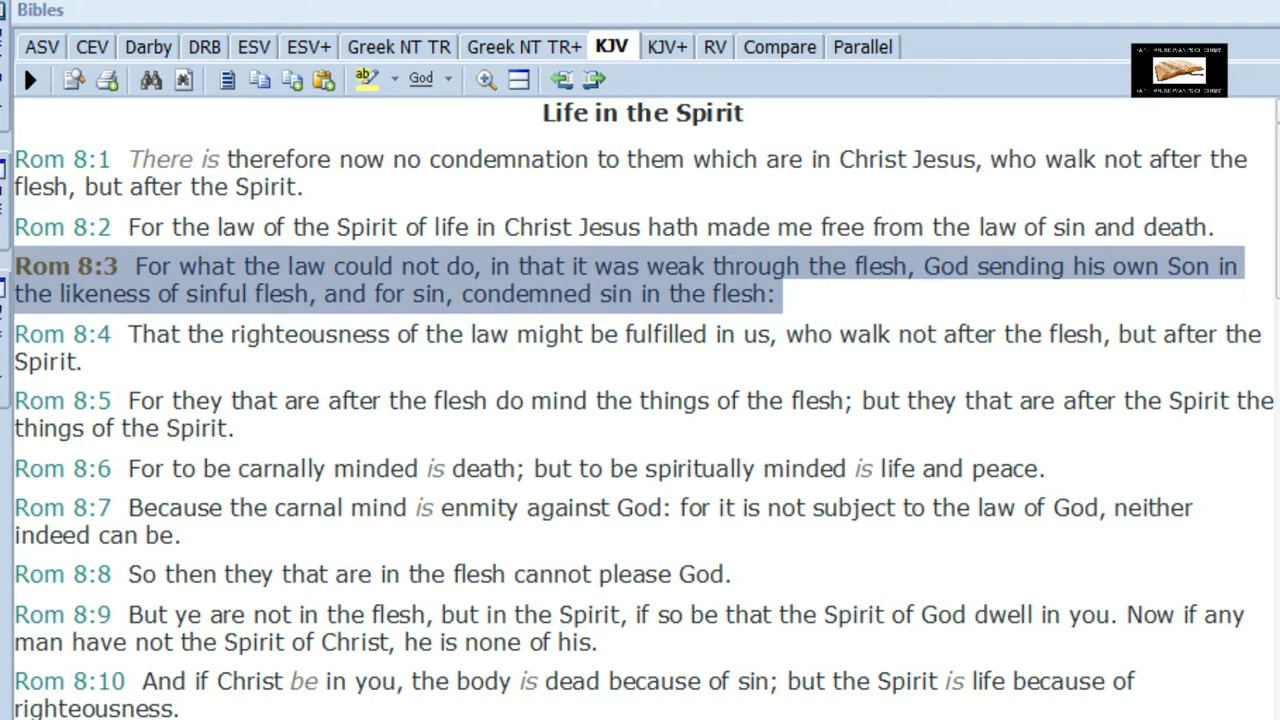 Bibles
ASV CEV Darby DRB ESV ESV+ Greek NT TR Greek NT TR+ KJV KJV+ RV Compare Parallel
ab God
Life in the Spirit
Rom 8:1 There is therefore now no condemnation to them which are in Christ Jesus, who walk not after the
flesh, but after the Spirit.
Rom 8:2 For the law of the Spirit of life in Christ Jesus hath made me free from the law of sin and death.
Rom 8:3 For what the law could not do, in that it was weak through the flesh, God sending his own Son in
the likeness of sinful flesh, and for sin, condemned sin in the flesh:
Rom 8:4 That the righteousness of the law might be fulfilled in us, who walk not after the flesh, but after the
Spirit.
Rom 8:5 For they that are after the flesh do mind the things of the flesh; but they that are after the Spirit the
things of the Spirit.
Rom 8:6 For to be carnally minded is death; but to be spiritually minded is life and peace.
Rom 8:7 Because the carnal mind is enmity against God: for it is not subject to the law of God, neither
indeed can be.
Rom 8:8 So then they that are in the flesh cannot please God.
Rom 8:9 But ye are not in the flesh, but in the Spirit, if so be that the Spirit of God dwell in you. Now if any
man have not the Spirit of Christ, he is none of his.
Rom 8:10 And if Christ be in you, the body is dead because of sin; but the Spirit is life because of
righteousness.